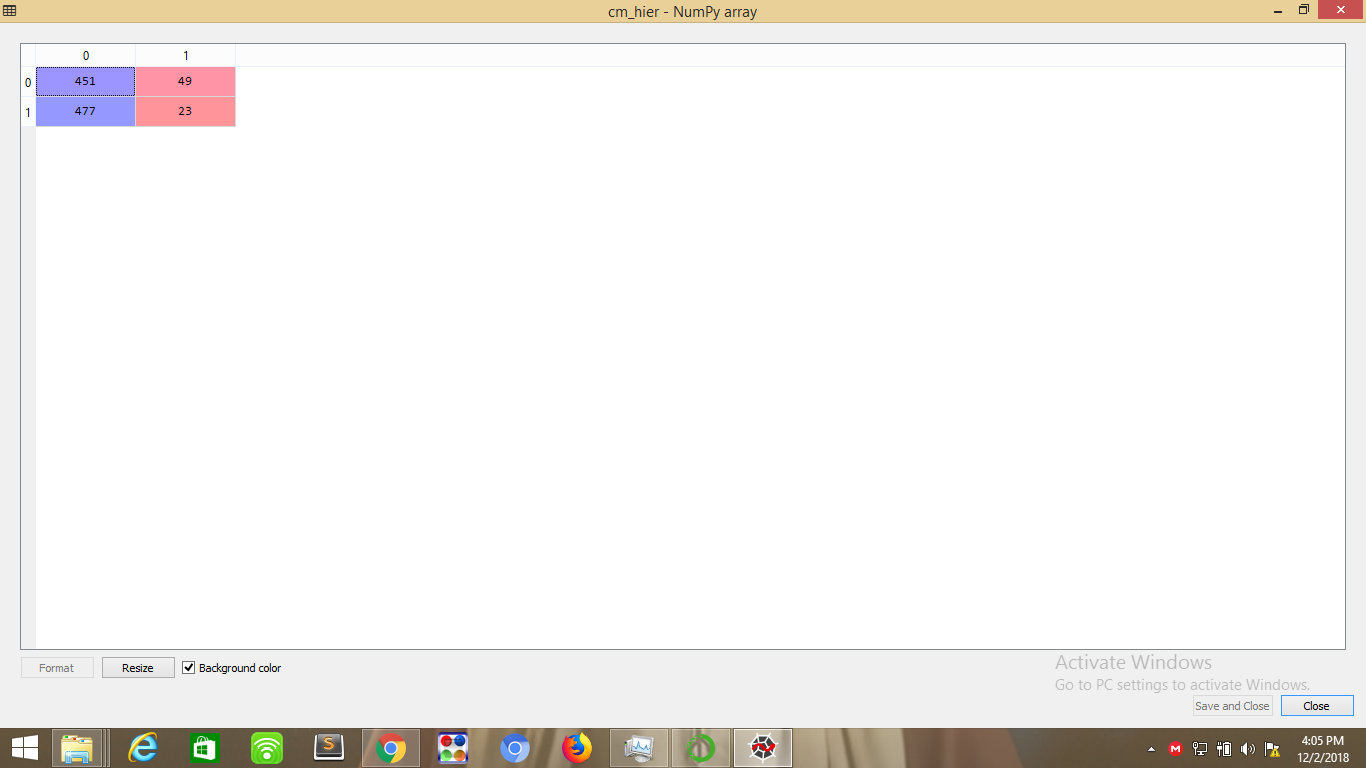 cm_hier - NumPy array
0 1
0 451 49
1 477 23
Format Resize Background color
Activate Windows
Go to PC settings to activate Windows.
Save and Close Close
S
M
4:05 PM
12/2/2018